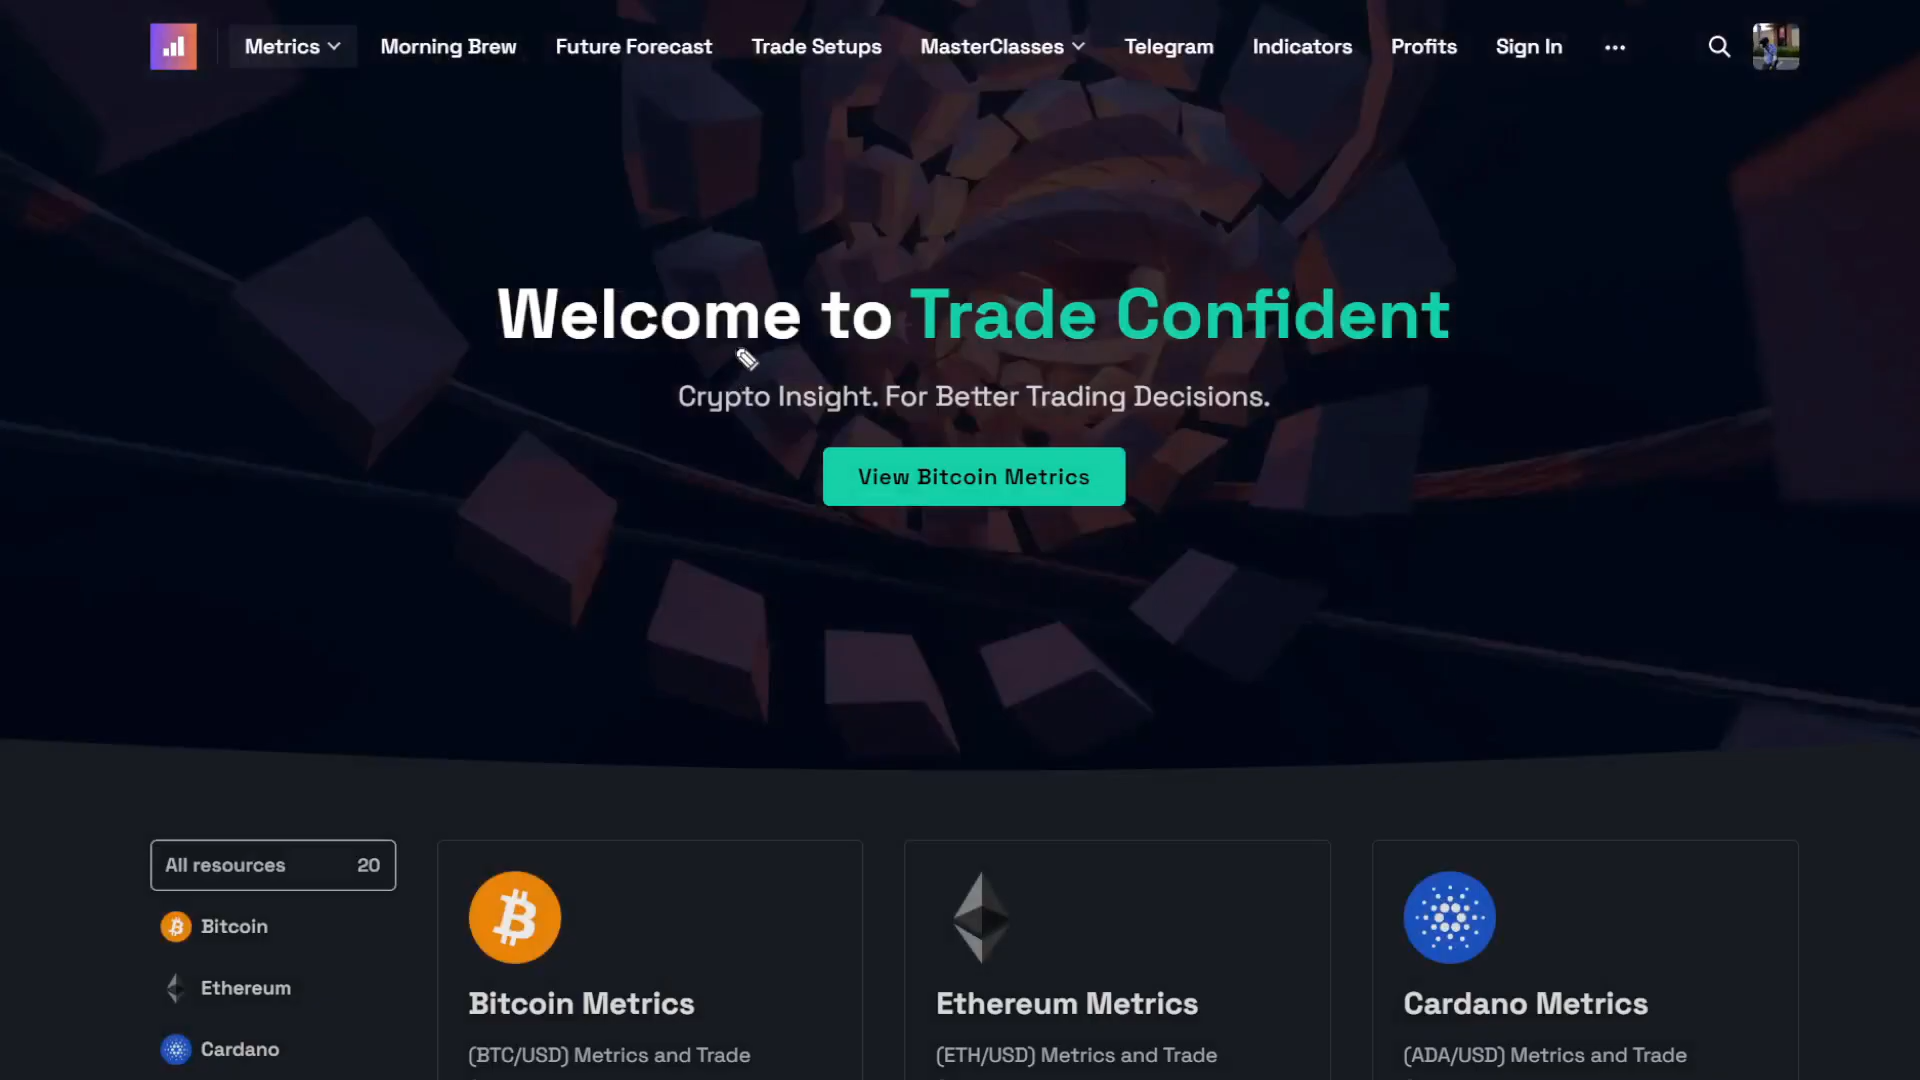 Metrics
Morning Brew
Future Forecast
Trade Setups
MasterClasses
Telegram
Indicators
Profits
Sign In
Welcome to Trade Confident
Crypto Insight. For Better Trading Decisions.
View Bitcoin Metrics
All resources 20
Bitcoin
Ethereum
Cardano
Bitcoin Metrics
(BTC/USD) Metrics and Trade
Ethereum Metrics
(ETH/USD) Metrics and Trade
Cardano Metrics
(ADA/USD) Metrics and Trade